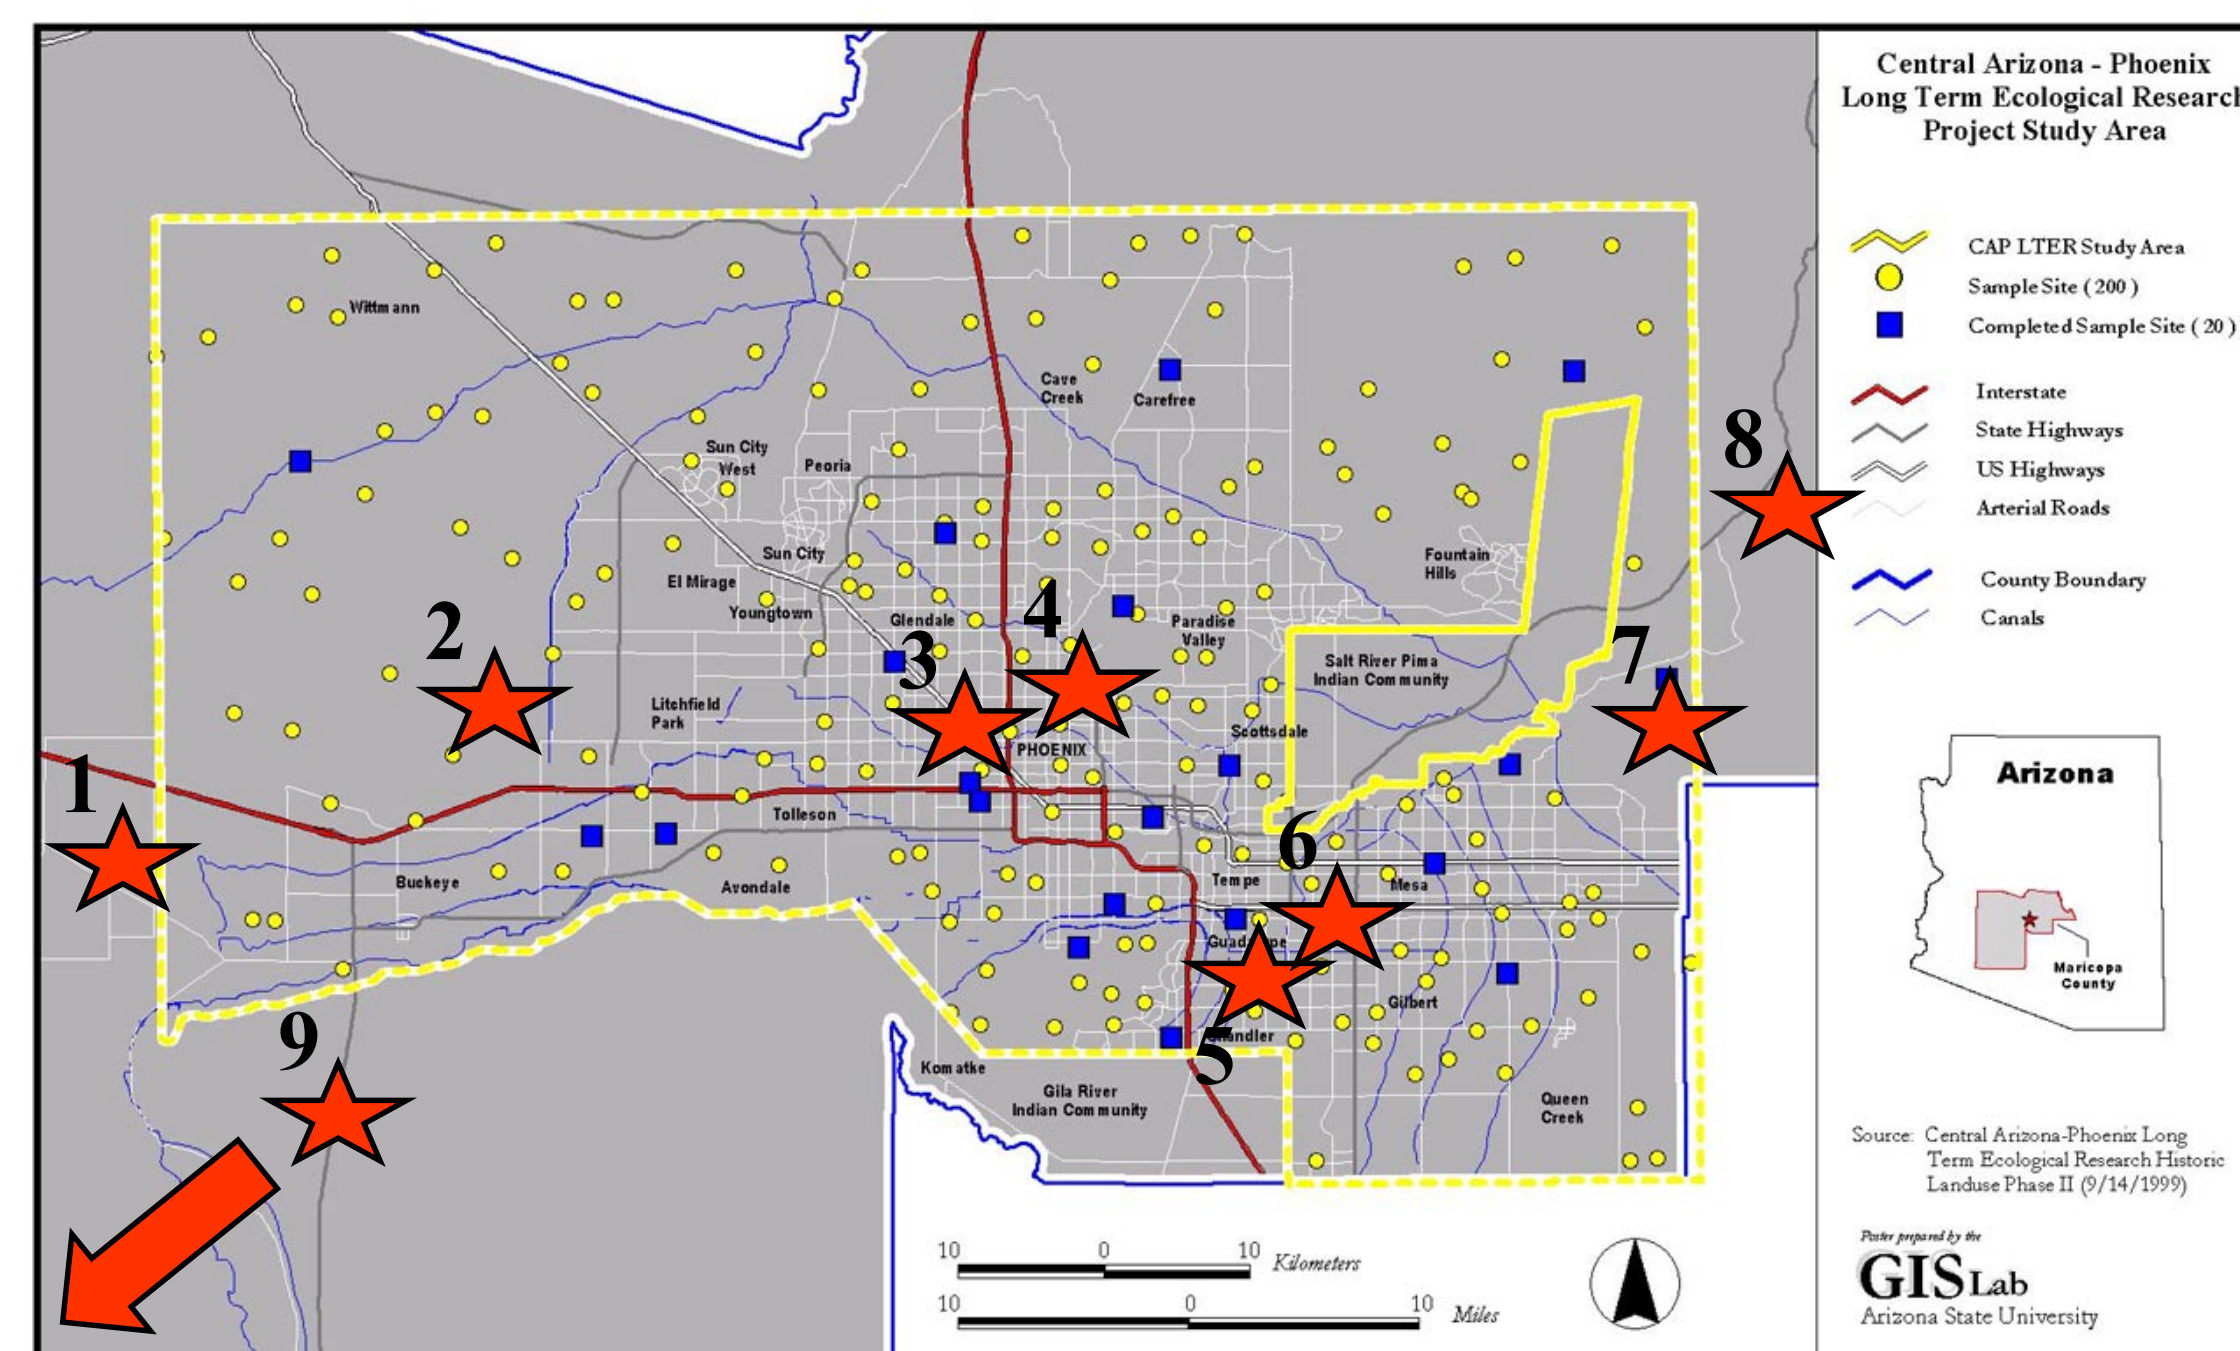 Central Arizona - Phoenix
Long Term Ecological Research
Project Study Area
CAP LTER Study Area
Sample Site ( 200 )
Completed Sample Site ( 20 )
Interstate
State Highways
US Highways
Arterial Roads
County Boundary
Canals
Arizona
Maricopa
County
Source: Central Arizona-Phoenix Long
Term Ecological Research Historic
Landuse Phase II (9/14/1999)
Poster prepared by the
GIS Lab
Arizona State University
Wittmann
Cave
Creek
Carefree
Sun City
West
Peoria
Sun City
El Mirage
Youngtown
Glendale
Paradise
Valley
Fountain
Hills
Salt River Pima
Indian Community
Litchfield
Park
Scottsdale
PHOENIX
Tolleson
Buckeye
Avondale
Tempe
Mesa
Gilbert
Komatke
Gila River
Indian Community
Queen
Creek
1
2
3
4
5
6
7
8
9
10 0 10 Kilometers
10 0 10 Miles